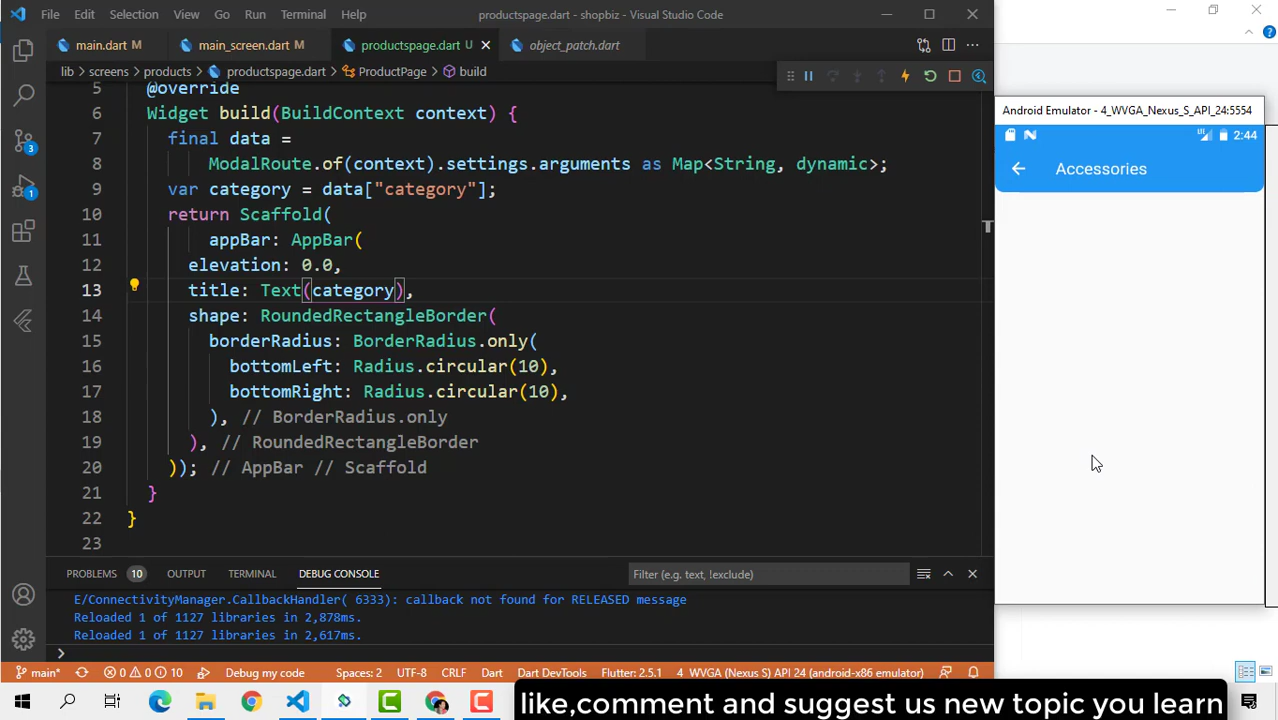 File Edit Selection View Go Run Terminal Help productspage.dart - shopbiz - Visual Studio Code
main.dart M main_screen.dart M productspage.dart U object_patch.dart
lib > screens > products > productspage.dart > ProductPage > build
5 @override
6 Widget build(BuildContext context) {
7 final data =
8 ModalRoute.of(context).settings.arguments as Map<String, dynamic>;
9 var category = data["category"];
10 return Scaffold(
11 appBar: AppBar(
12 elevation: 0.0,
13 title: Text(category),
14 shape: RoundedRectangleBorder(
15 borderRadius: BorderRadius.only(
16 bottomLeft: Radius.circular(10),
17 bottomRight: Radius.circular(10),
18 ), // BorderRadius.only
19 ), // RoundedRectangleBorder
20 )); // AppBar // Scaffold
21 }
22 }
23
3
1
PROBLEMS 10 OUTPUT TERMINAL DEBUG CONSOLE Filter (e.g. text, !exclude)
E/ConnectivityManager.CallbackHandler( 6333): callback not found for RELEASED message
Reloaded 1 of 1127 libraries in 2,878ms.
Reloaded 1 of 1127 libraries in 2,617ms.
main* 0 0 10 Debug my code Spaces: 2 UTF-8 CRLF Dart Dart DevTools Flutter: 2.5.1 4_WVGA (Nexus S) API 24 (android-x86 emulator)
Android Emulator - 4_WVGA_Nexus_S_API_24:5554
2:44
Accessories
like,comment and suggest us new topic you learn